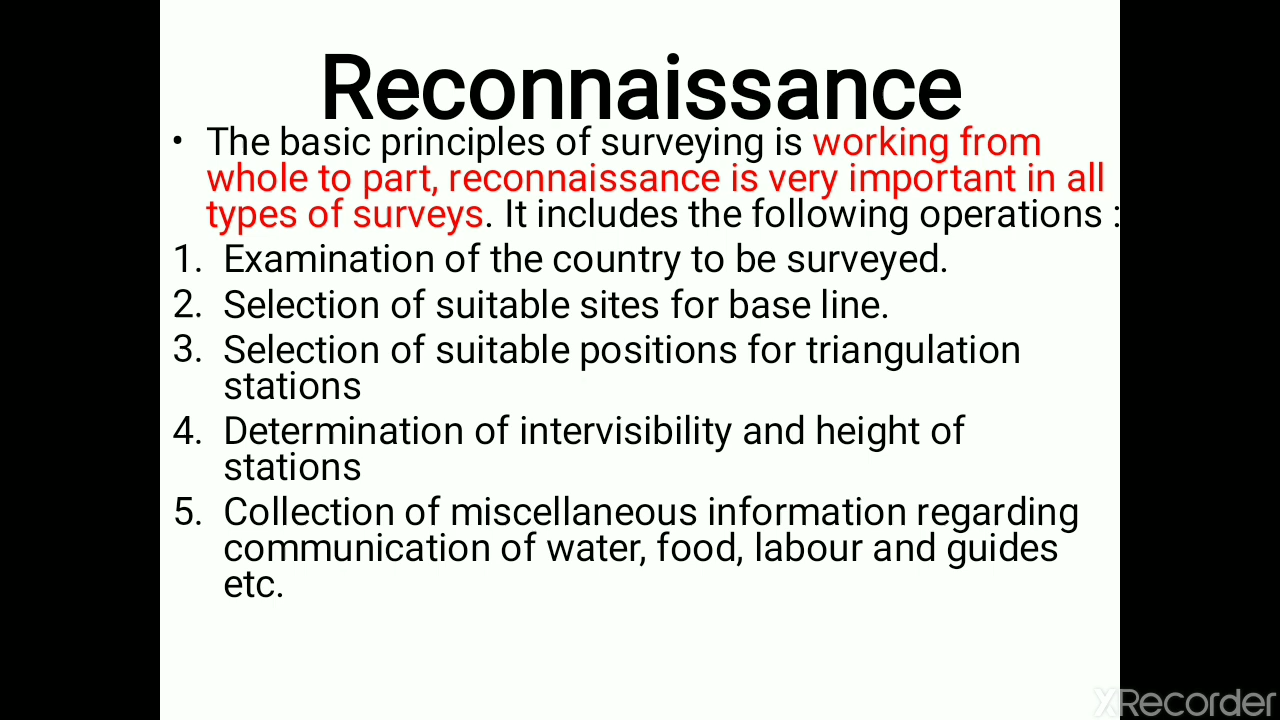 Reconnaissance
• The basic principles of surveying is working from
whole to part, reconnaissance is very important in all
types of surveys. It includes the following operations :
1. Examination of the country to be surveyed.
2. Selection of suitable sites for base line.
3. Selection of suitable positions for triangulation
stations
4. Determination of intervisibility and height of
stations
5. Collection of miscellaneous information regarding
communication of water, food, labour and guides
etc.
XRecorder